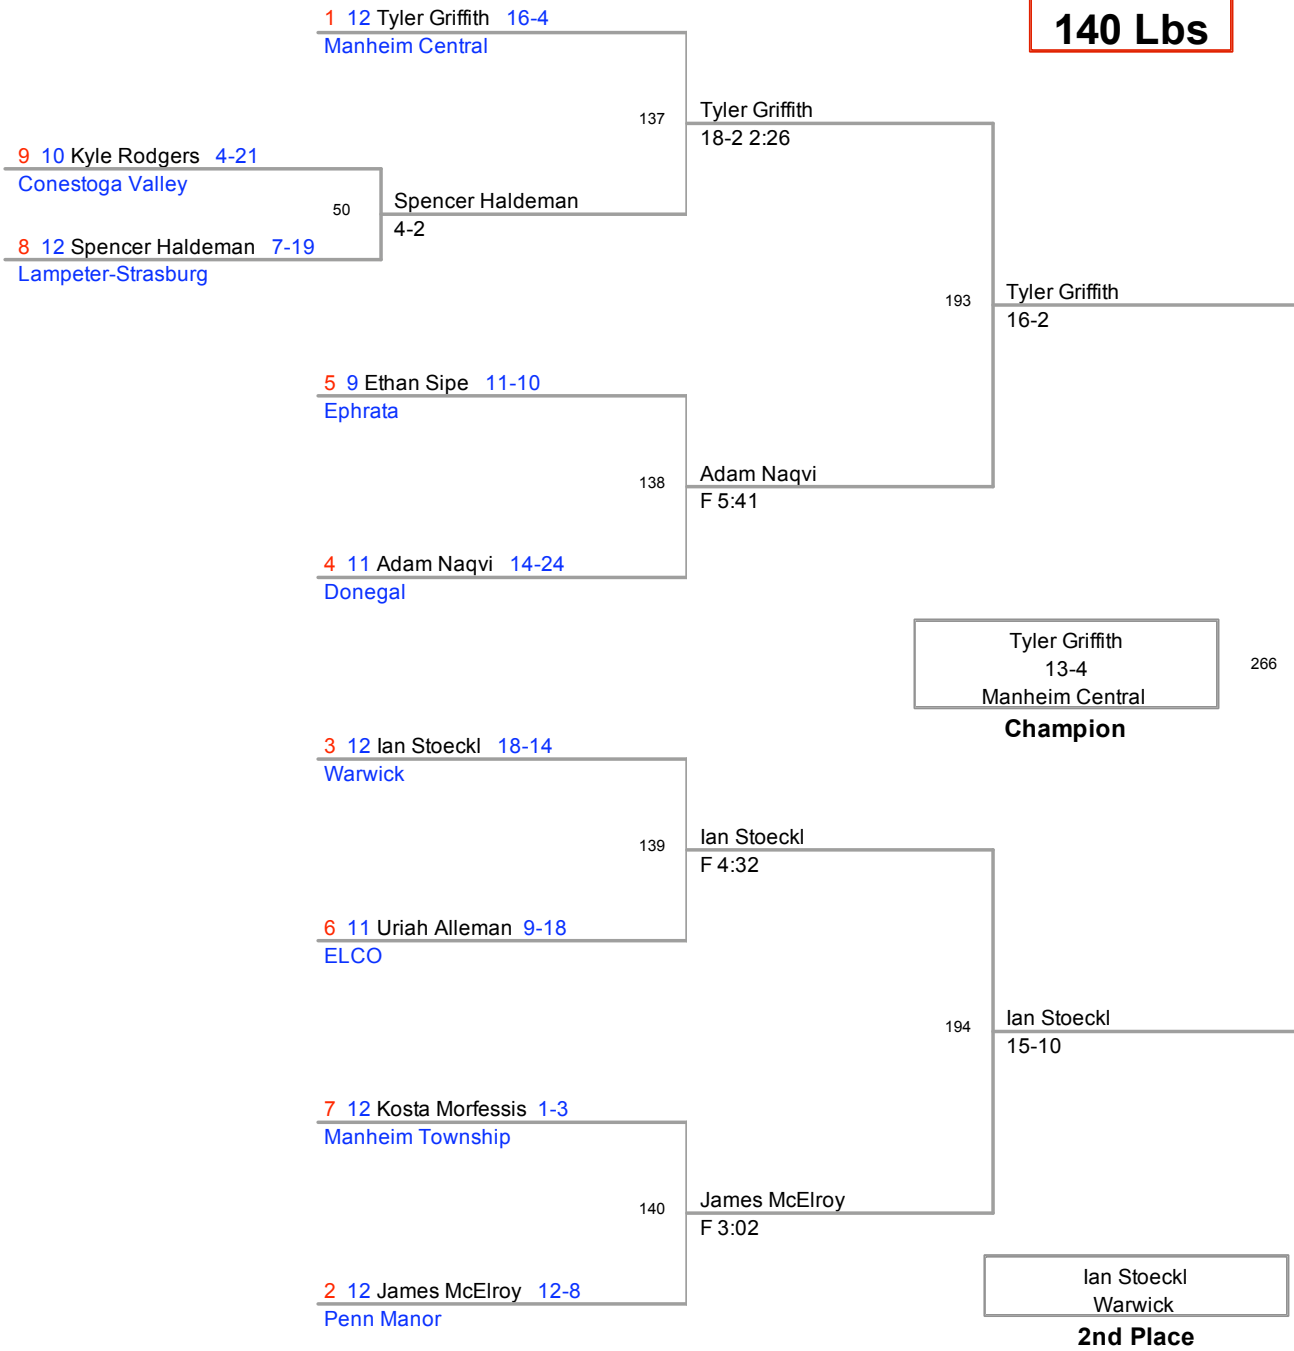 1 12 Tyler Griffith 16-4
Manheim Central
140 Lbs
137
Tyler Griffith
18-2 2:26
9 10 Kyle Rodgers 4-21
Conestoga Valley
50
Spencer Haldeman
4-2
8 12 Spencer Haldeman 7-19
Lampeter-Strasburg
193
Tyler Griffith
16-2
5 9 Ethan Sipe 11-10
Ephrata
138
Adam Naqvi
F 5:41
4 11 Adam Naqvi 14-24
Donegal
Tyler Griffith
13-4
Manheim Central
Champion
266
3 12 Ian Stoeckl 18-14
Warwick
139
Ian Stoeckl
F 4:32
6 11 Uriah Alleman 9-18
ELCO
194
Ian Stoeckl
15-10
7 12 Kosta Morfessis 1-3
Manheim Township
140
James McElroy
F 3:02
2 12 James McElroy 12-8
Penn Manor
Ian Stoeckl
Warwick
2nd Place